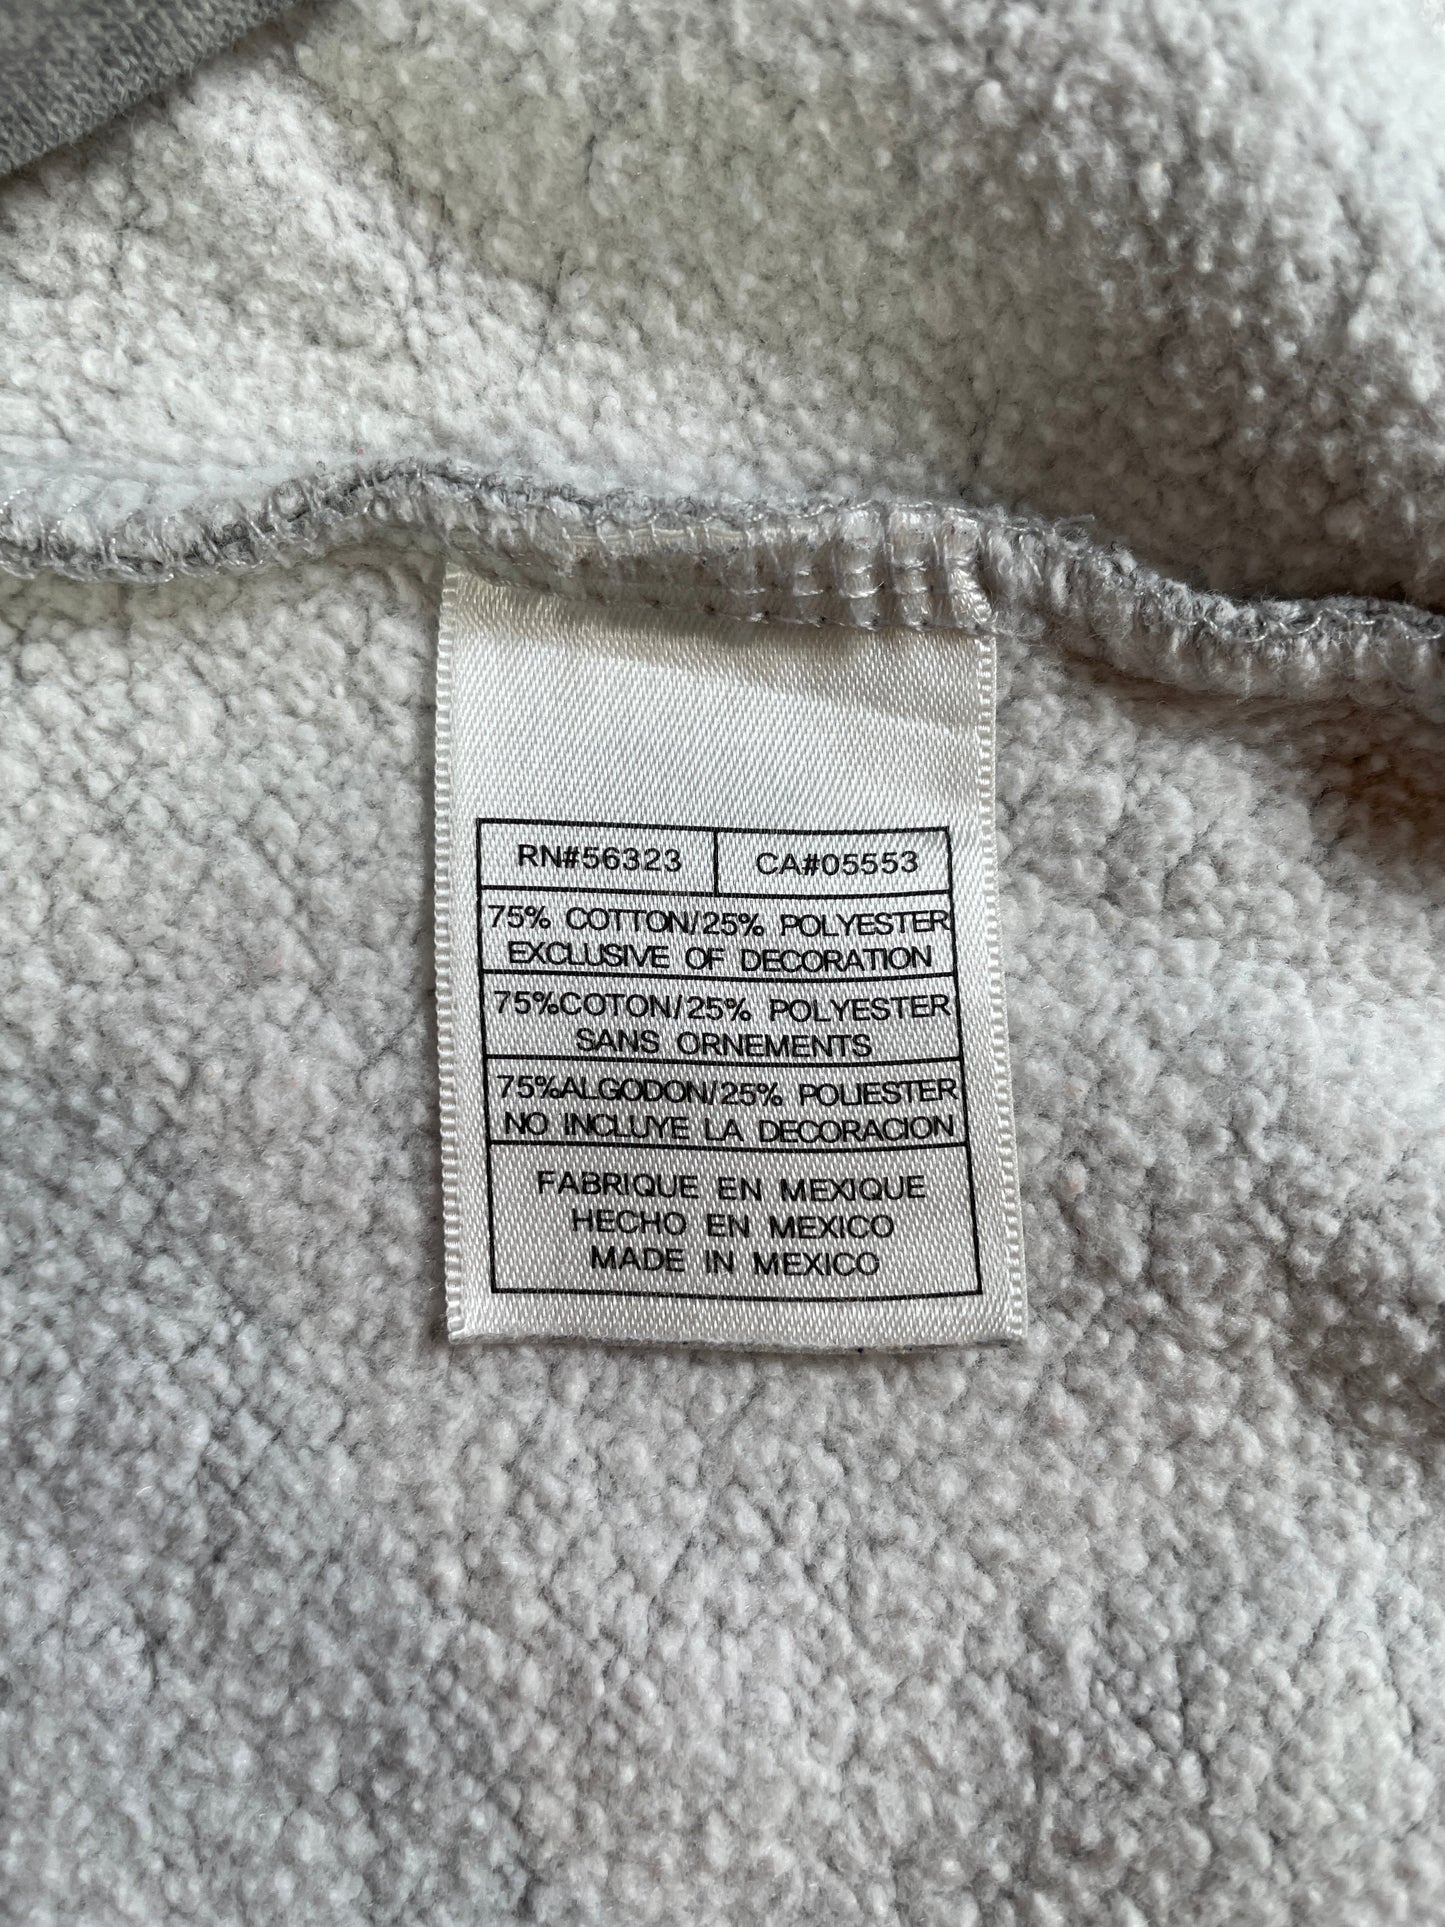 RN#56323 CA#05553
75% COTTON/25% POLYESTER
EXCLUSIVE OF DECORATION
75%COTON/25% POLYESTER
SANS ORNEMENTS
75%ALGODON/25% POLIESTER
NO INCLUYE LA DECORACION
FABRIQUE EN MEXIQUE
HECHO EN MEXICO
MADE IN MEXICO